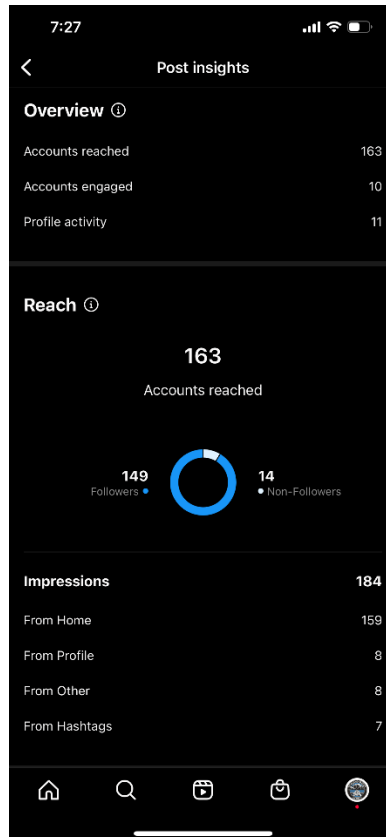 7:27
Post insights
Overview
Accounts reached 163
Accounts engaged 10
Profile activity 11
Reach
163
Accounts reached
149 14
Followers Non-Followers
Impressions 184
From Home 159
From Profile 8
From Other 8
From Hashtags 7